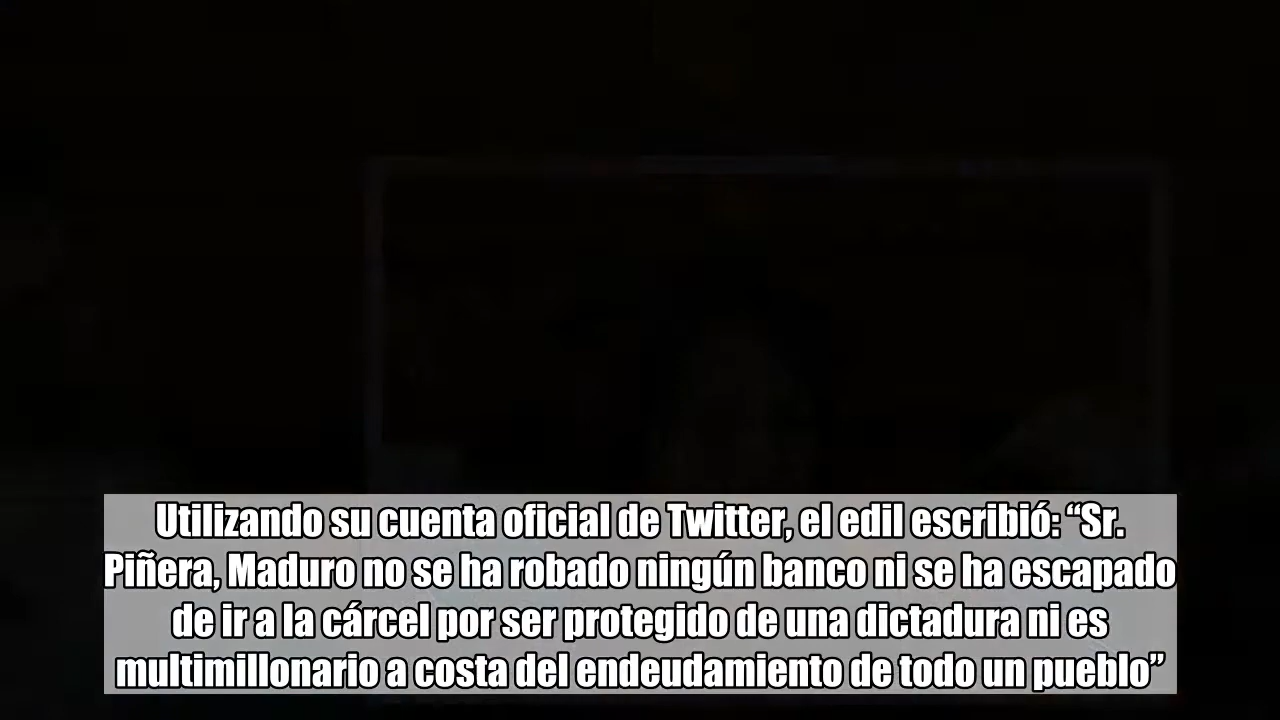 Utilizando su cuenta oficial de Twitter, el edil escribió: “Sr.
Piñera, Maduro no se ha robado ningún banco ni se ha escapado
de ir a la cárcel por ser protegido de una dictadura ni es
multimillonario a costa del endeudamiento de todo un pueblo”